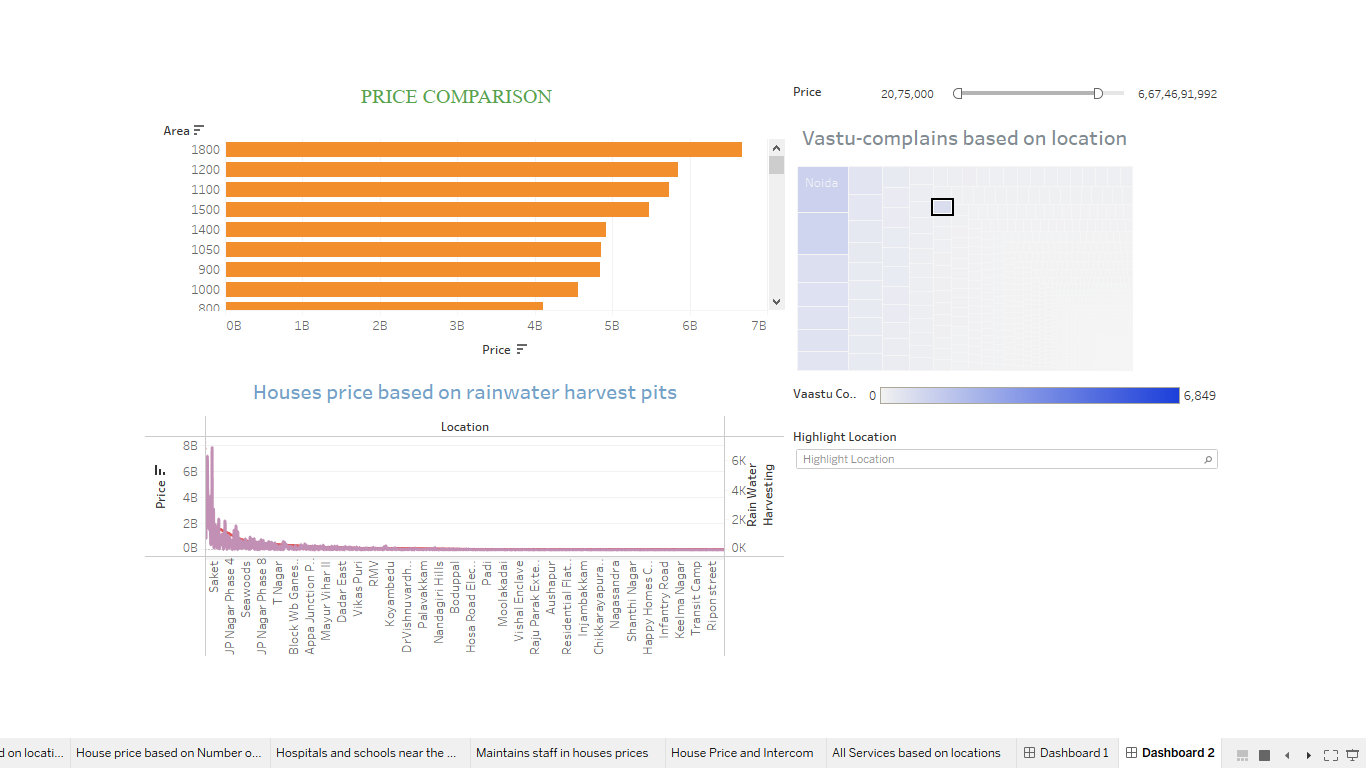 PRICE COMPARISON
Area
1800
1200
1100
1500
1400
1050
900
1000
800
0B 1B 2B 3B 4B 5B 6B 7B
Price
Price 20,75,000 6,67,46,91,992
Vastu-complains based on location
Noida
Vaastu Co.. 0 6,849
Highlight Location
Highlight Location
Houses price based on rainwater harvest pits
Location
Price
8B
6B
4B
2B
0B
6K
4K
2K
0K
Rain Water
Harvesting
Saket
JP Nagar Phase 4
Seawoods
JP Nagar Phase 8
T Nagar
Block Wb Ganes..
Appa Junction P..
Mayur Vihar II
Dadar East
Vikas Puri
RMV
Koyambedu
DrVishnuvardh..
Palavakkam
Nandagiri Hills
Boduppal
Hosa Road Elec..
Padi
Moolakadai
Vishal Enclave
Raju Parak Exte..
Aushapur
Residential Flat..
Injambakkam
Chikkarayapura..
Nagasandra
Shanthi Nagar
Happy Homes C..
Infantry Road
Keelma Nagar
Transit Camp
Ripon street
d on locati... House price based on Number o... Hospitals and schools near the ... Maintains staff in houses prices House Price and Intercom All Services based on locations Dashboard 1 Dashboard 2